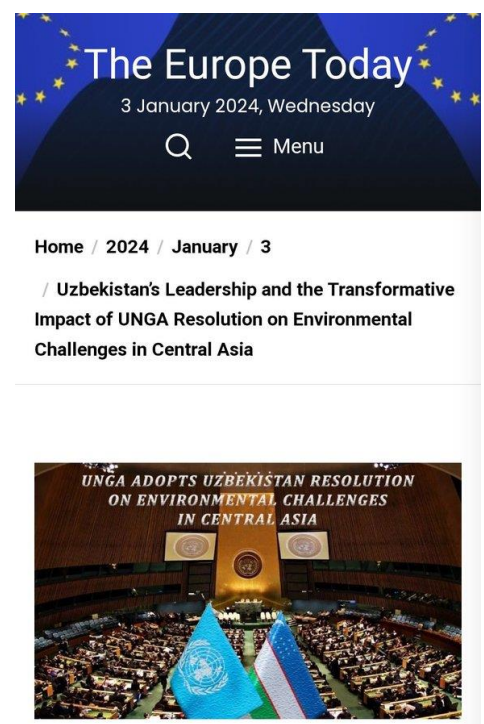 The Europe Today
3 January 2024, Wednesday
Menu
Home / 2024 / January / 3
/ Uzbekistan's Leadership and the Transformative
Impact of UNGA Resolution on Environmental
Challenges in Central Asia
UNGA ADOPTS UZBEKISTAN RESOLUTION
ON ENVIRONMENTAL CHALLENGES
IN CENTRAL ASIA